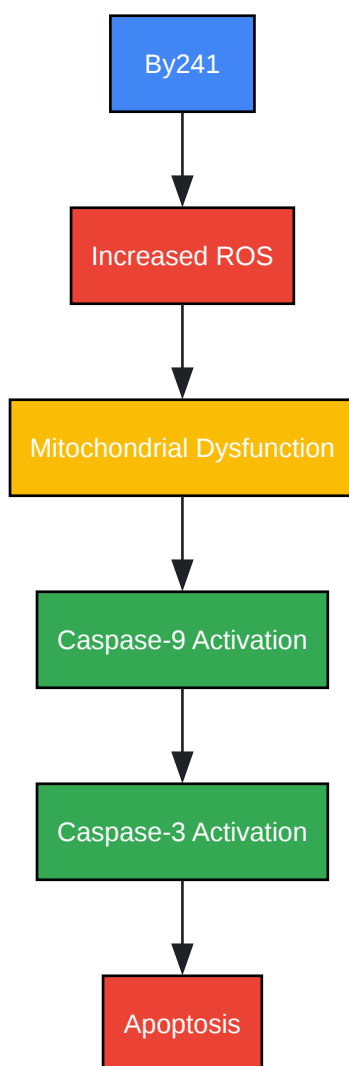 By241
Increased ROS
Mitochondrial Dysfunction
Caspase-9 Activation
Caspase-3 Activation
Apoptosis